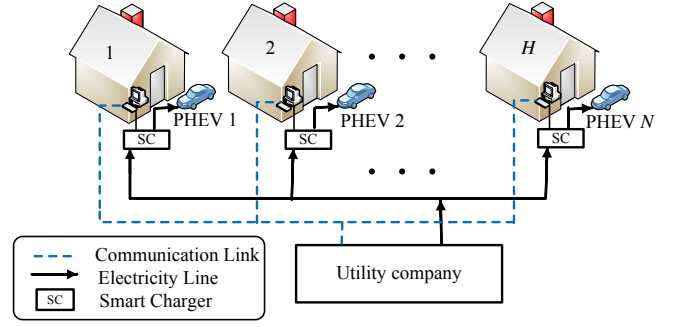 1
2
H
PHEV 1
PHEV 2
PHEV N
SC
SC
SC
Communication Link
Electricity Line
SC Smart Charger
Utility company